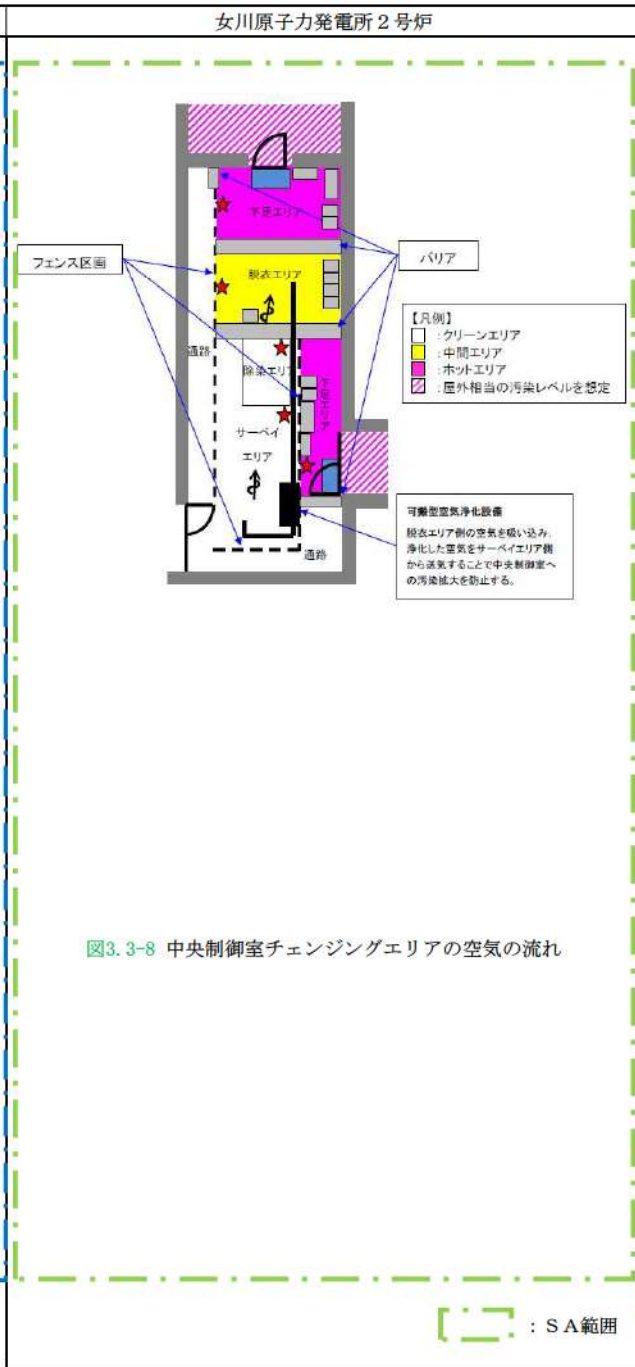 女川原子力発電所２号炉
下足エリア
フェンス区画
バリア
脱衣エリア
【凡例】
：クリーンエリア
：中間エリア
：ホットエリア
：屋外相当の汚染レベルを想定
通路
除染エリア
下足エリア
サーベイ
エリア
可搬型空気浄化設備
脱衣エリア側の空気を吸い込み，
浄化した空気をサーベイエリア側
から送気することで中央制御室へ
の汚染拡大を防止する。
通路
図3.3-8 中央制御室チェンジングエリアの空気の流れ
：ＳＡ範囲